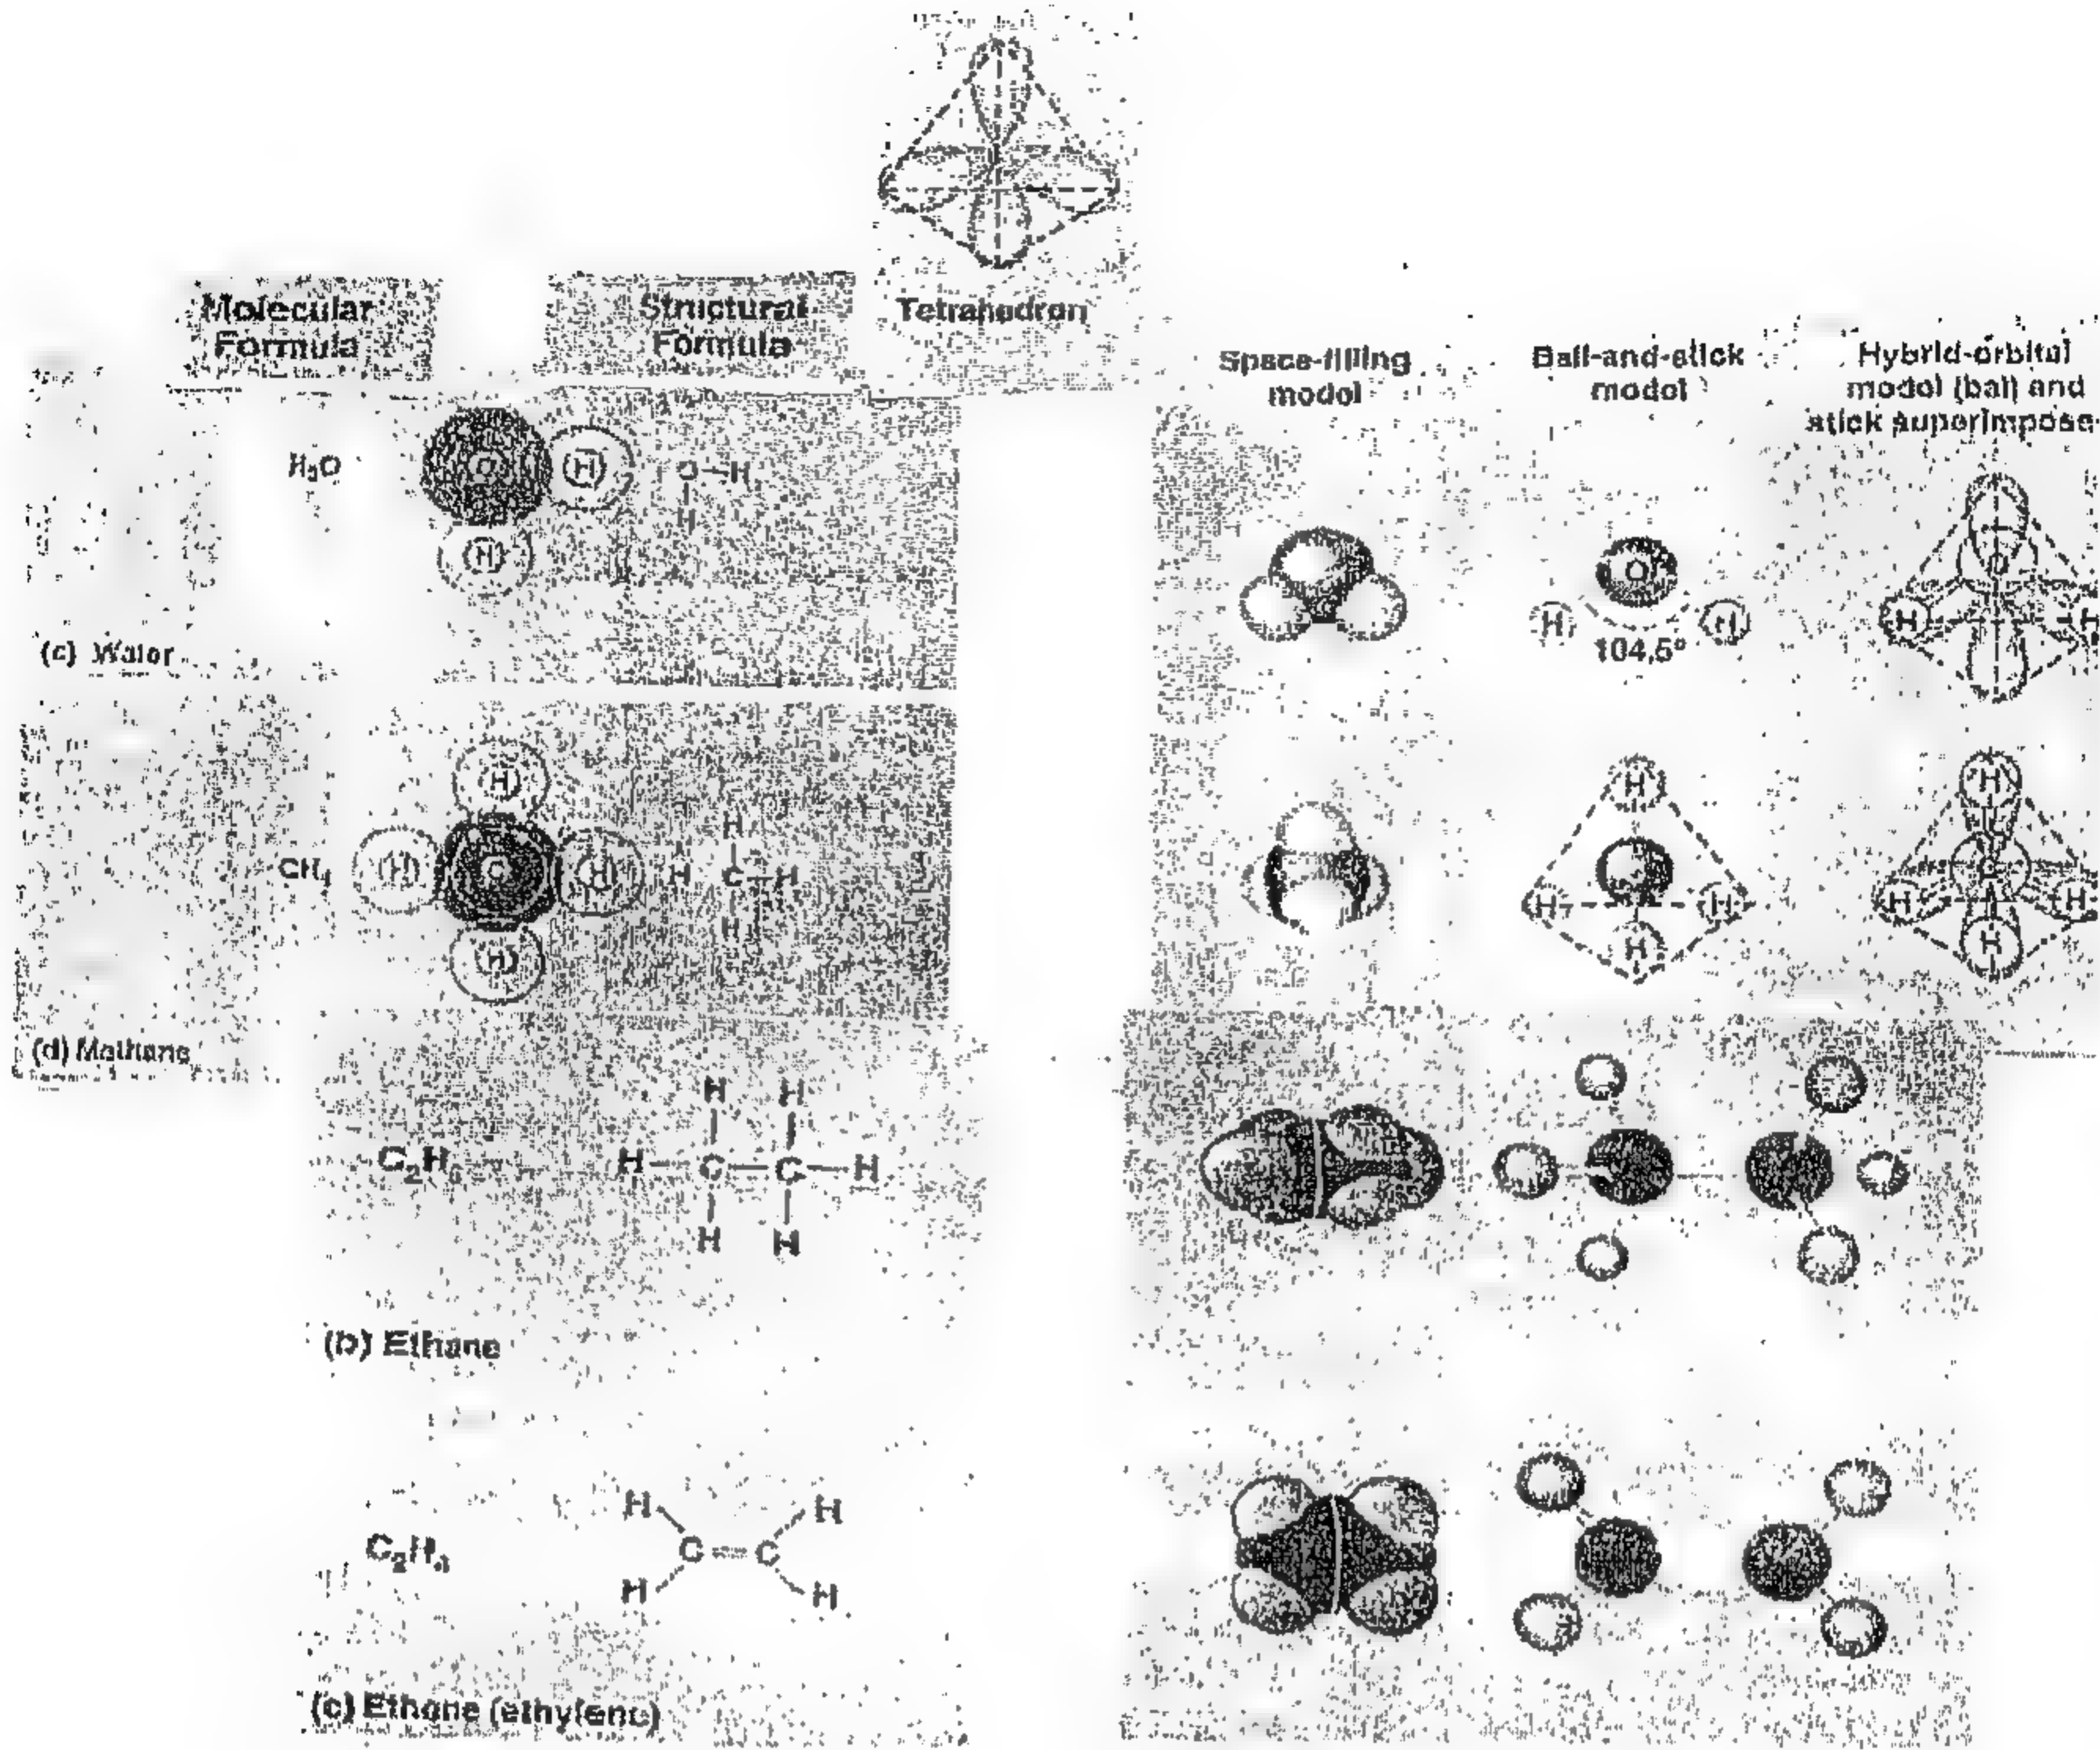 Tetrahedron
Molecular
Formula
Structural
Formula
Space-filling
model
Ball-and-stick
model
Hybrid-orbital
model (ball and
stick superimpose
H₂O
O
H
H
O—H
H
O
H
H
104.5°
O
H
H
(c) Water
H
H
C
H
H
CH₄
H
H C—H
H
H
H
H
H
H
C
H
H
H
(d) Methane
C₂H₆
H H
H—C—C—H
H H
(b) Ethane
C₂H₄
H H
C=C
H H
(c) Ethene (ethylene)